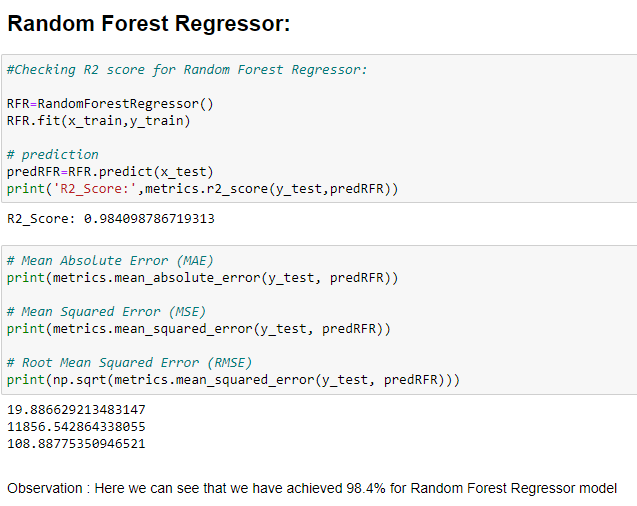 Random Forest Regressor:
#Checking R2 score for Random Forest Regressor:
RFR=RandomForestRegressor()
RFR.fit(x_train,y_train)
# prediction
predRFR=RFR.predict(x_test)
print('R2_Score:',metrics.r2_score(y_test,predRFR))
R2_Score: 0.984098786719313
# Mean Absolute Error (MAE)
print(metrics.mean_absolute_error(y_test, predRFR))
# Mean Squared Error (MSE)
print(metrics.mean_squared_error(y_test, predRFR))
# Root Mean Squared Error (RMSE)
print(np.sqrt(metrics.mean_squared_error(y_test, predRFR)))
19.886629213483147
11856.542864338055
108.88775350946521
Observation : Here we can see that we have achieved 98.4% for Random Forest Regressor model